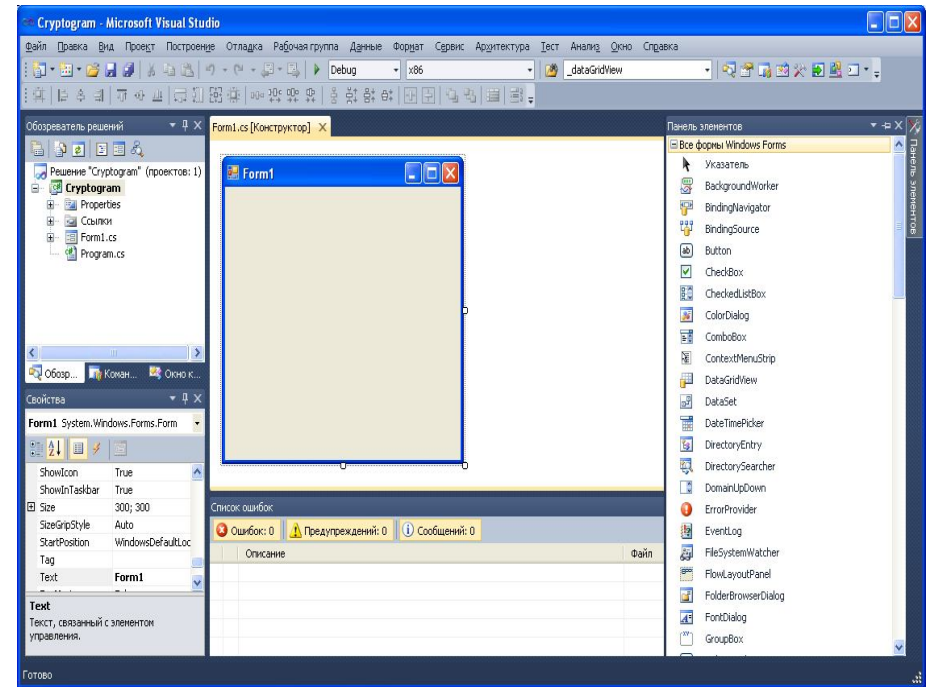 Cryptogram - Microsoft Visual Studio
Файл Правка Вид Проект Построение Отладка Рабочая группа Данные Формат Сервис Архитектура Тест Анализ Окно Справка
Debug x86 _dataGridView
Обозреватель решений
Решение "Cryptogram" (проектов: 1)
Cryptogram
Properties
Ссылки
Form1.cs
Program.cs
Обозр... Коман... Окно к...
Свойства
Form1 System.Windows.Forms.Form
ShowIcon True
ShowInTaskbar True
Size 300; 300
SizeGripStyle Auto
StartPosition WindowsDefaultLoc
Tag
Text Form1
Text
Текст, связанный с элементом
управления.
Form1.cs [Конструктор]
Form1
Список ошибок
Ошибок: 0 Предупреждений: 0 Сообщений: 0
Описание Файл
Панель элементов
Все формы Windows Forms
Указатель
BackgroundWorker
BindingNavigator
BindingSource
Button
CheckBox
CheckedListBox
ColorDialog
ComboBox
ContextMenuStrip
DataGridView
DataSet
DateTimePicker
DirectoryEntry
DirectorySearcher
DomainUpDown
ErrorProvider
EventLog
FileSystemWatcher
FlowLayoutPanel
FolderBrowserDialog
FontDialog
GroupBox
Панель элементов
Готово